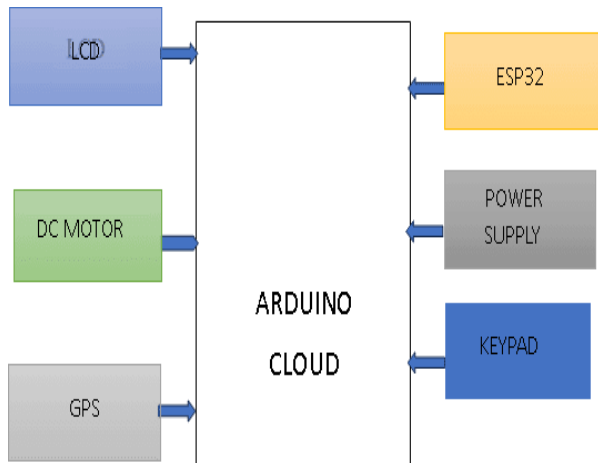 LCD
ESP32
DC MOTOR
POWER
SUPPLY
ARDUINO
CLOUD
KEYPAD
GPS